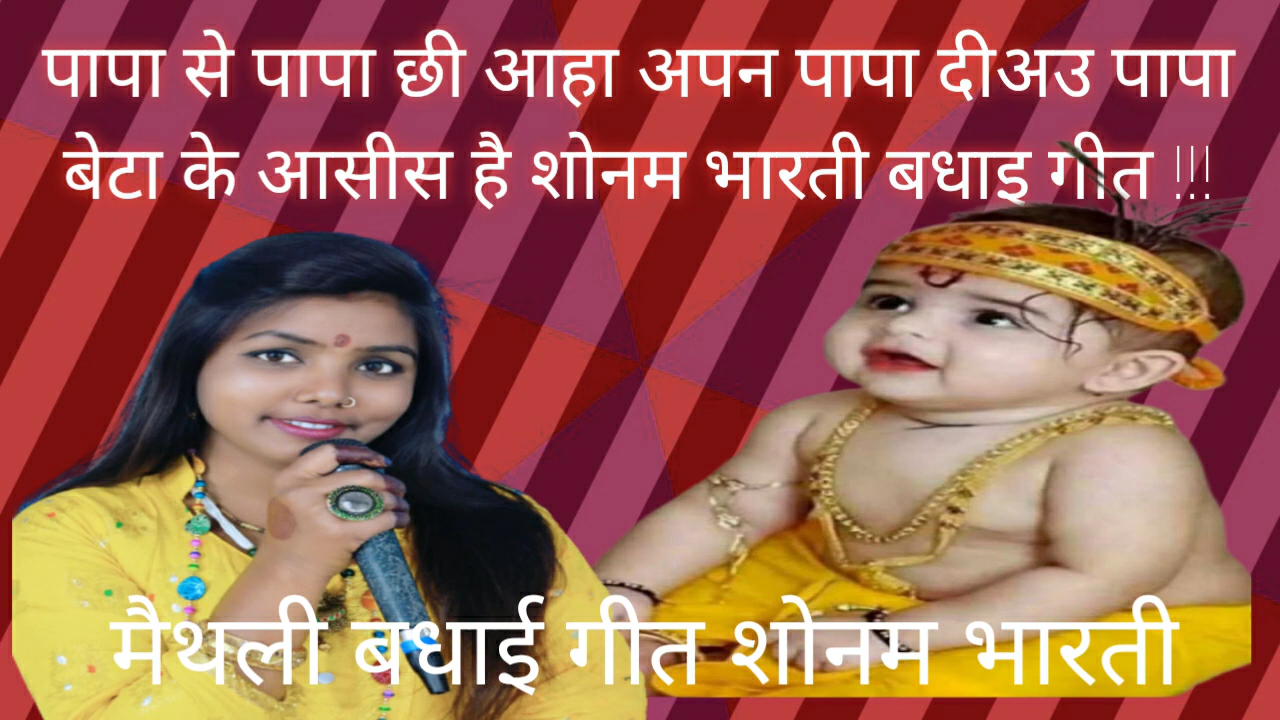 पापा से पापा छी आहा अपन पापा दीअउ पापा
बेटा के आसीस है शोनम भारती बधाइ गीत !!!
मैथली बधाई गीत शोनम भारती